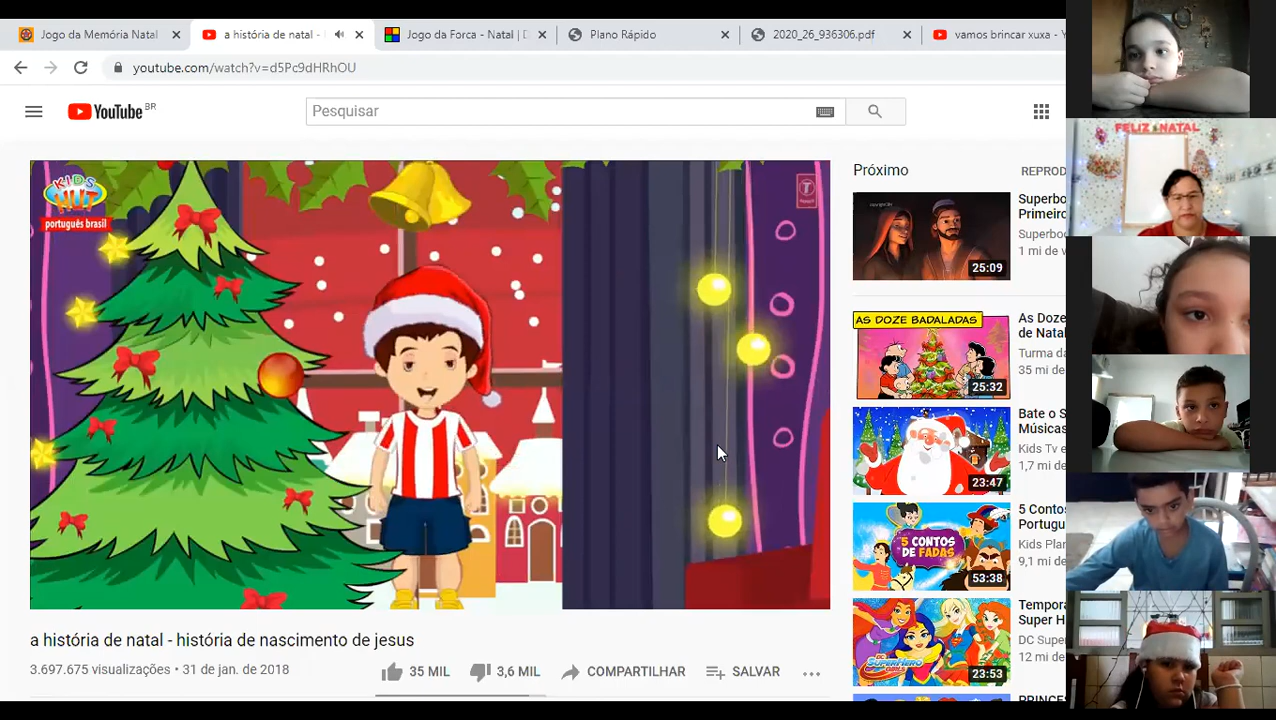 Jogo da Memória Natal
a história de natal -
Jogo da Forca - Natal | D
Plano Rápido
2020_26_936306.pdf
vamos brincar xuxa - Y
youtube.com/watch?v=d5Pc9dHRhOU
YouTube BR
Pesquisar
KIDS
HUT
português brasil
T
FELIZ NATAL
Próximo
REPROD
Superbo
Primeiro
Superboo
1 mi de v
25:09
AS DOZE BADALADAS
As Doze
de Natal
Turma da
35 mi de
25:32
Bate o S
Músicas
Kids Tv e
1,7 mi de
23:47
5 CONTOS
DE FADAS
5 Contos
Portugu
Kids Plan
9,1 mi de
53:38
SUPERHERO
GIRLS
Tempora
Super H
DC Super
12 mi de
23:53
PRINCES
a história de natal - história de nascimento de jesus
3.697.675 visualizações • 31 de jan. de 2018
35 MIL
3,6 MIL
COMPARTILHAR
SALVAR